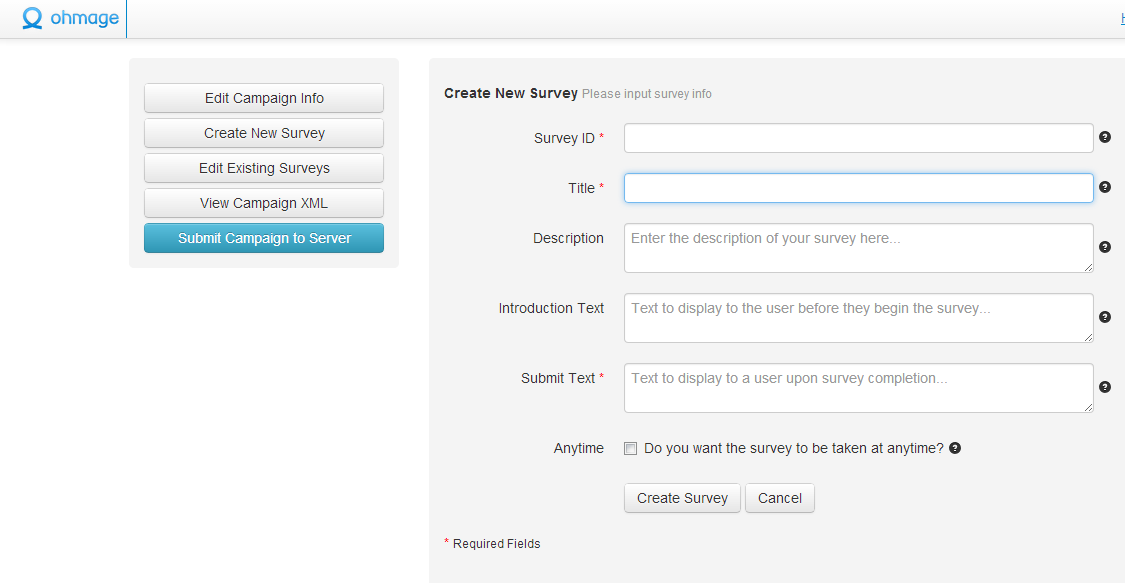 ohmage
Edit Campaign Info
Create New Survey
Edit Existing Surveys
View Campaign XML
Submit Campaign to Server
Create New Survey Please input survey info
Survey ID *
Title *
Description
Enter the description of your survey here...
Introduction Text
Text to display to the user before they begin the survey...
Submit Text *
Text to display to a user upon survey completion...
Anytime
Do you want the survey to be taken at anytime?
Create Survey Cancel
* Required Fields